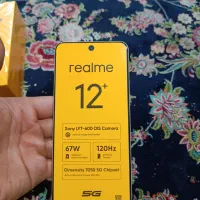 realme
12+
Sony LYT-600 OIS Camera
67W
120Hz
Dimensity 7050 5G Chipset
5G